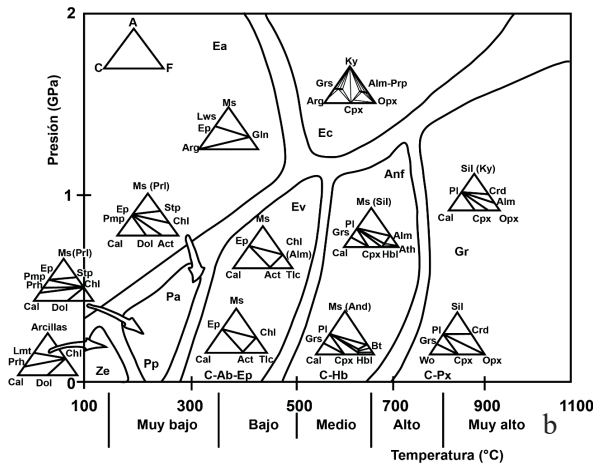 2
Presión (GPa)
1
0
A
C F
Ea
Lws
Ms
Ep
Gln
Arg
Ky
Grs Alm-Prp
Arg Opx
Cpx
Ec
Ms (Prl)
Ep Stp
Pmp Chl
Cal Dol Act
Ev
Ms
Ep Chl
(Alm)
Cal Act Tlc
Anf
Ms (Sil)
Pl
Grs Alm
Cal Cpx Hbl Ath
Sil (Ky)
Pl Crd
Alm
Cal Cpx Opx
Gr
Ms(Prl)
Ep Stp
Pmp
Prh Chl
Cal Dol
Pa
Arcillas
Lmt Chl
Prh
Cal Dol
Ze
Pp
Ms
Ep Chl
Cal Act Tlc
C-Ab-Ep
Ms (And)
Pl
Grs Bt
Cal Cpx Hbl
C-Hb
Sil
Pl Crd
Grs
Wo Cpx Opx
C-Px
100 300 500 700 900 1100
Muy bajo Bajo Medio Alto Muy alto
b
Temperatura (°C)